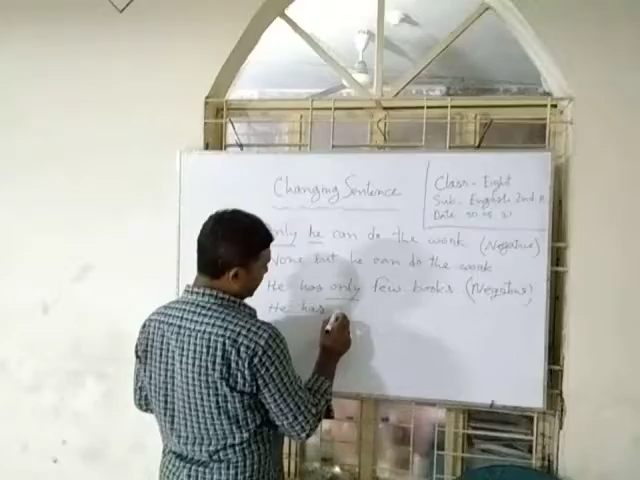 Changing Sentence
Class - Eight
Sub - English 2nd P.
Date
only he can do the work (Negative)
None but he can do the work
He has only few books (Negative)
He has